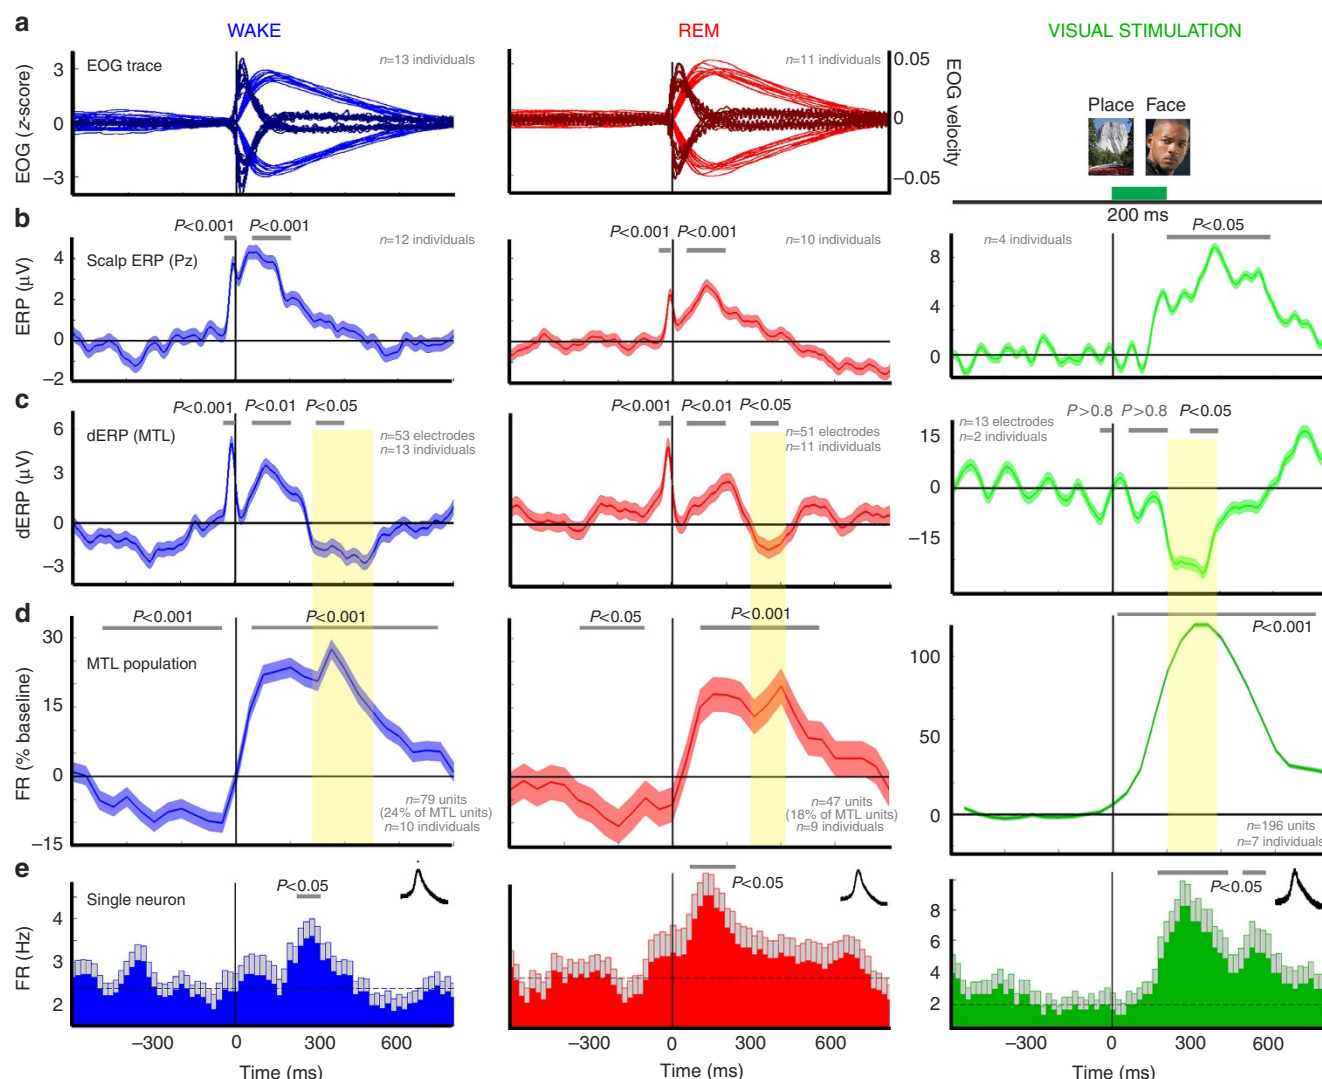 a
WAKE
REM
VISUAL STIMULATION
EOG (z-score)
3
0
−3
EOG trace
n=13 individuals
n=11 individuals
0.05
0
−0.05
EOG velocity
Place Face
200 ms
b
ERP (µV)
4
2
0
−2
P<0.001 P<0.001
Scalp ERP (Pz)
n=12 individuals
P<0.001 P<0.001
n=10 individuals
8
4
0
n=4 individuals
P<0.05
c
dERP (µV)
6
3
0
−3
P<0.001 P<0.01 P<0.05
dERP (MTL)
n=53 electrodes
n=13 individuals
P<0.001 P<0.01 P<0.05
n=51 electrodes
n=11 individuals
15
0
−15
P>0.8 P>0.8 P<0.05
n=13 electrodes
n=2 individuals
d
FR (% baseline)
30
15
0
−15
P<0.001 P<0.001
MTL population
n=79 units
(24% of MTL units)
n=10 individuals
P<0.05 P<0.001
n=47 units
(18% of MTL units)
n=9 individuals
100
50
0
P<0.001
n=196 units
n=7 individuals
e
FR (Hz)
4
3
2
Single neuron
P<0.05
P<0.05
8
6
4
2
P<0.05
−300 0 300 600
Time (ms)
−300 0 300 600
Time (ms)
−300 0 300 600
Time (ms)